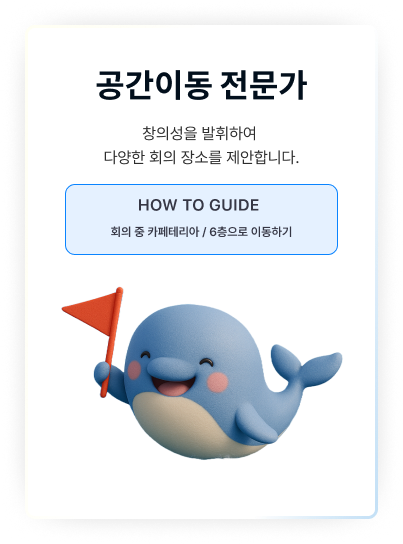 공간이동 전문가
창의성을 발휘하여
다양한 회의 장소를 제안합니다.
HOW TO GUIDE
회의 중 카페테리아 / 6층으로 이동하기